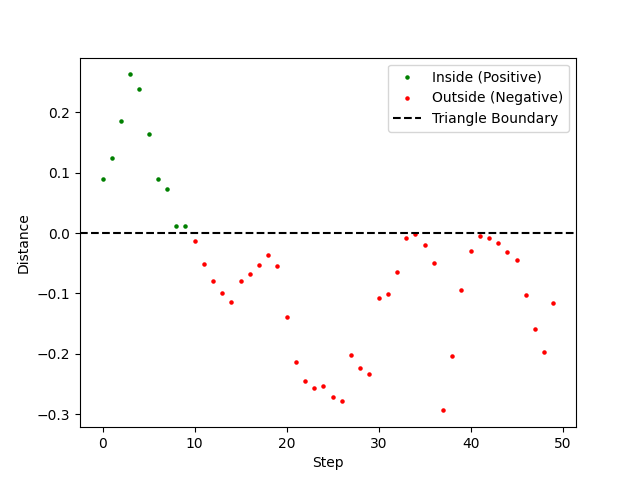 Inside (Positive)
Outside (Negative)
Triangle Boundary
0.2
0.1
0.0
−0.1
−0.2
−0.3
Distance
0 10 20 30 40 50
Step